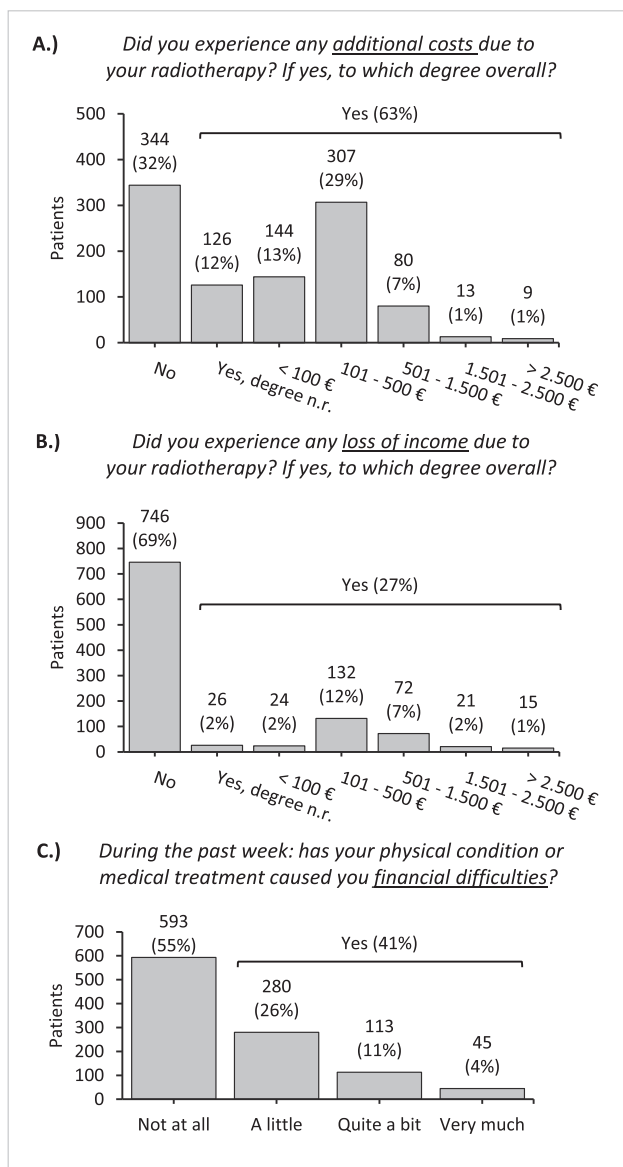 A.) Did you experience any additional costs due to
your radiotherapy? If yes, to which degree overall?
Yes (63%)
Patients
500
400
300
200
100
0
344
(32%)
126
(12%)
144
(13%)
307
(29%)
80
(7%)
13
(1%)
9
(1%)
No
Yes, degree n.r.
< 100 €
101 - 500 €
501 - 1.500 €
1.501 - 2.500 €
> 2.500 €
B.) Did you experience any loss of income due to
your radiotherapy? If yes, to which degree overall?
Yes (27%)
Patients
900
800
700
600
500
400
300
200
100
0
746
(69%)
26
(2%)
24
(2%)
132
(12%)
72
(7%)
21
(2%)
15
(1%)
No
Yes, degree n.r.
< 100 €
101 - 500 €
501 - 1.500 €
1.501 - 2.500 €
> 2.500 €
C.) During the past week: has your physical condition or
medical treatment caused you financial difficulties?
Yes (41%)
Patients
700
600
500
400
300
200
100
0
593
(55%)
280
(26%)
113
(11%)
45
(4%)
Not at all
A little
Quite a bit
Very much